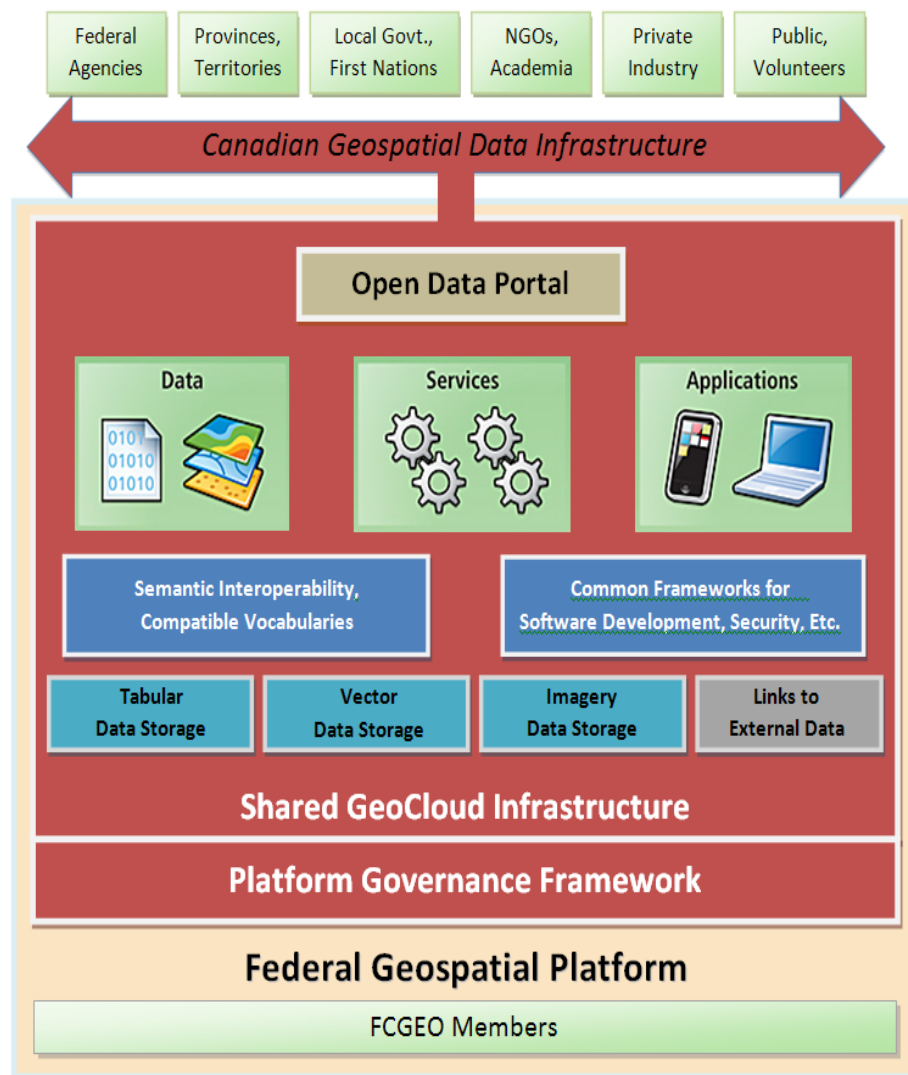 Federal
Agencies
Provinces,
Territories
Local Govt.,
First Nations
NGOs,
Academia
Private
Industry
Public,
Volunteers
Canadian Geospatial Data Infrastructure
Open Data Portal
Data
0101
01010
01010
Services
Applications
Semantic Interoperability,
Compatible Vocabularies
Common Frameworks for
Software Development, Security, Etc.
Tabular
Data Storage
Vector
Data Storage
Imagery
Data Storage
Links to
External Data
Shared GeoCloud Infrastructure
Platform Governance Framework
Federal Geospatial Platform
FCGEO Members